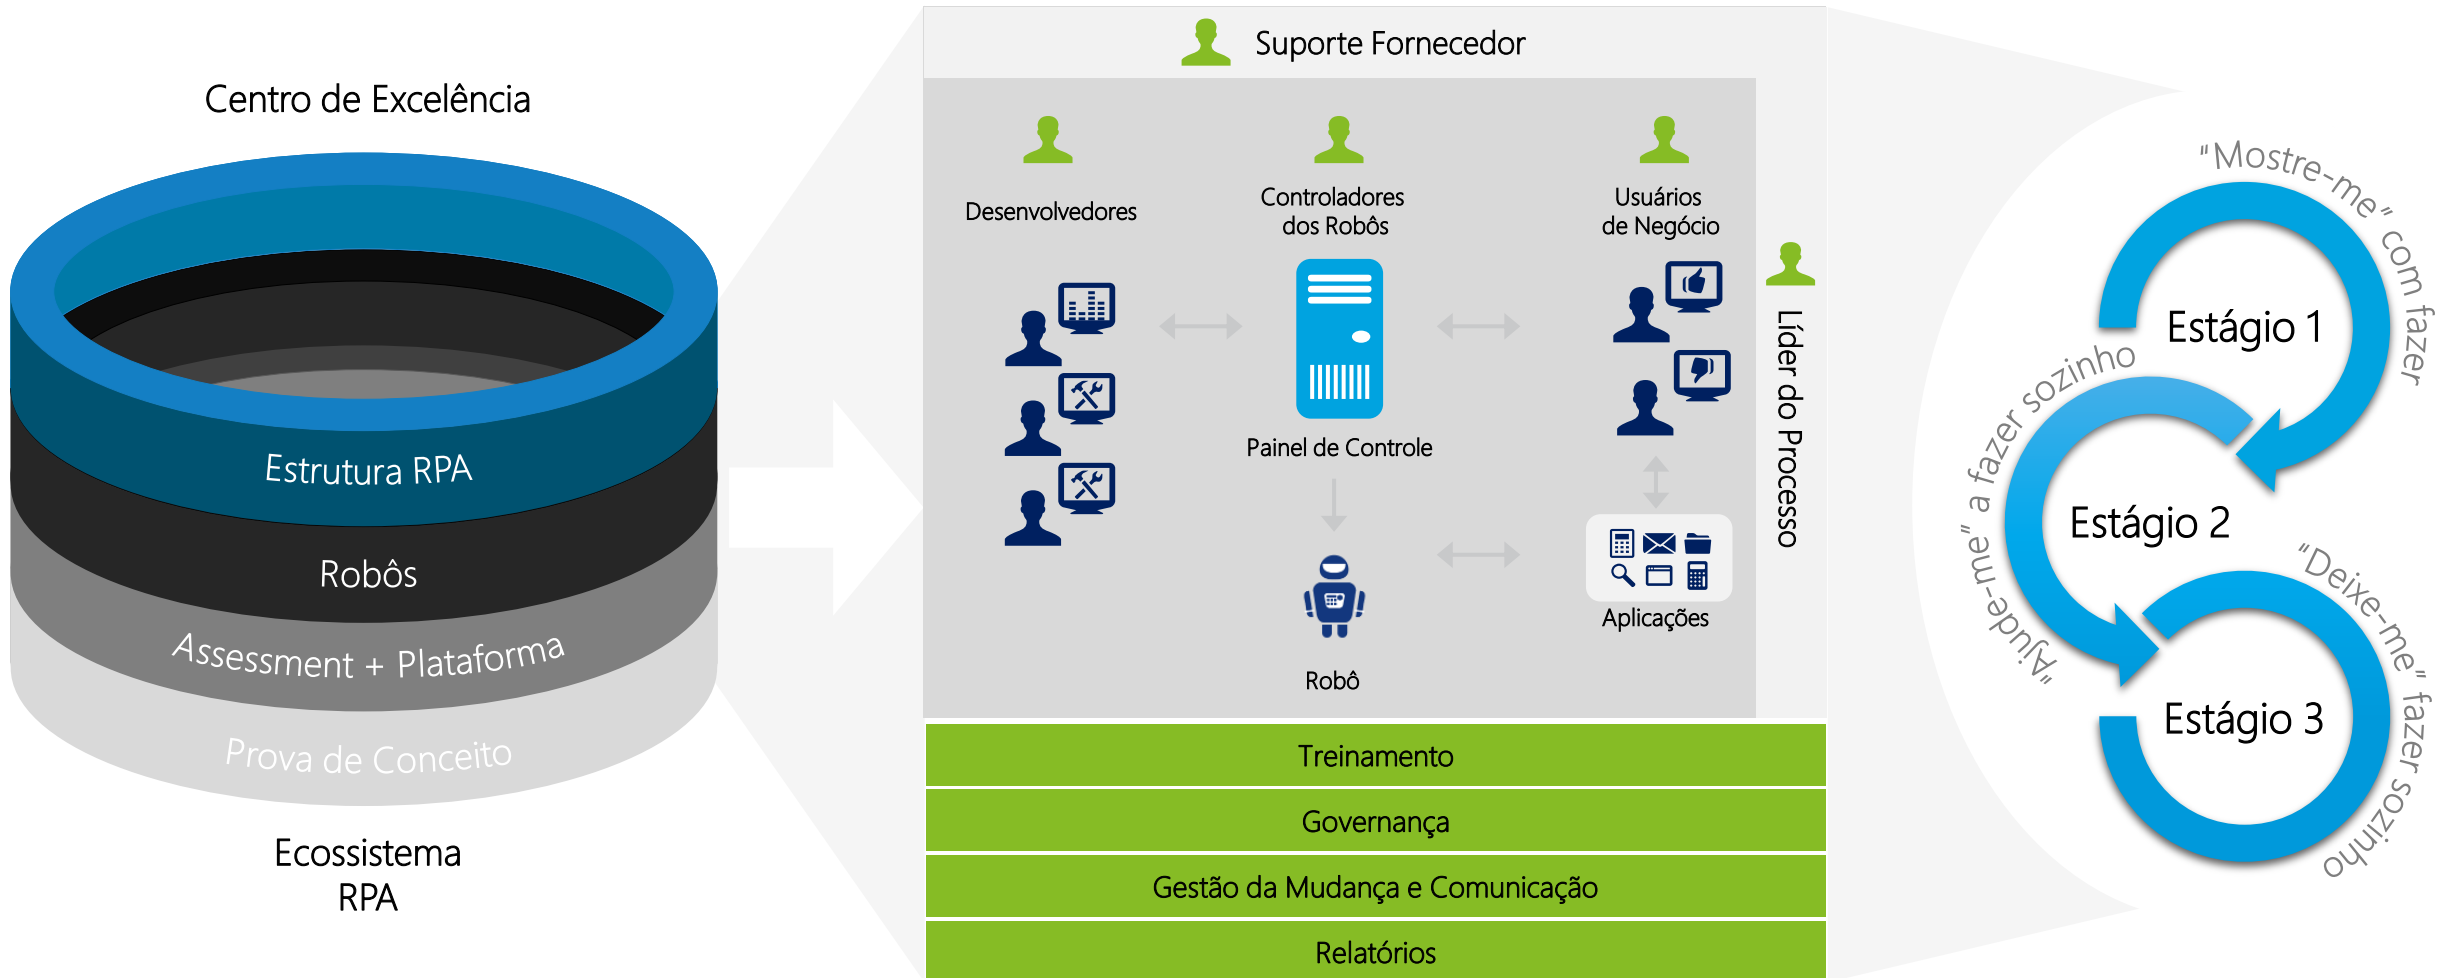 Centro de Excelência
Estrutura RPA
Robôs
Assessment + Plataforma
Prova de Conceito
Ecossistema
RPA
Suporte Fornecedor
Desenvolvedores
Controladores
dos Robôs
Usuários
de Negócio
Painel de Controle
Aplicações
Robô
Líder do Processo
Treinamento
Governança
Gestão da Mudança e Comunicação
Relatórios
"Mostre-me" com fazer
Estágio 1
"Ajude-me" a fazer sozinho
Estágio 2
"Deixe-me" fazer sozinho
Estágio 3